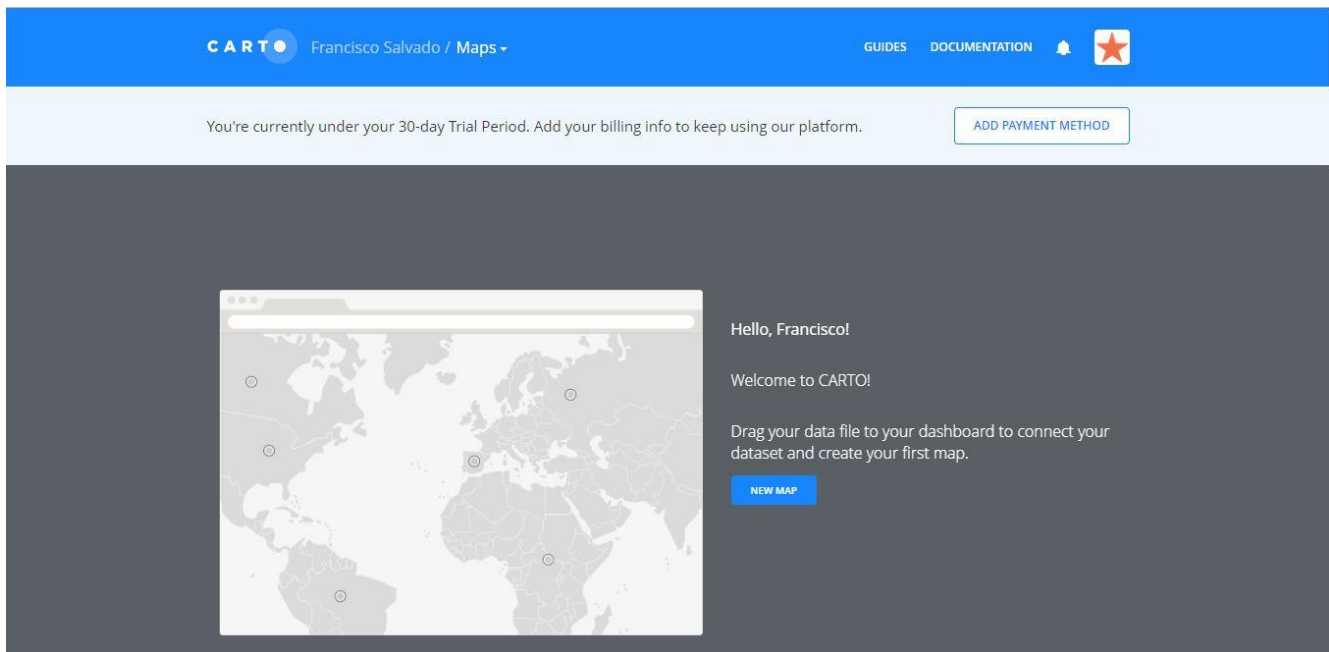 CARTO Francisco Salvado / Maps GUIDES DOCUMENTATION
You're currently under your 30-day Trial Period. Add your billing info to keep using our platform. ADD PAYMENT METHOD
Hello, Francisco!
Welcome to CARTO!
Drag your data file to your dashboard to connect your
dataset and create your first map.
NEW MAP